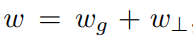 w = w_g + w_⊥.